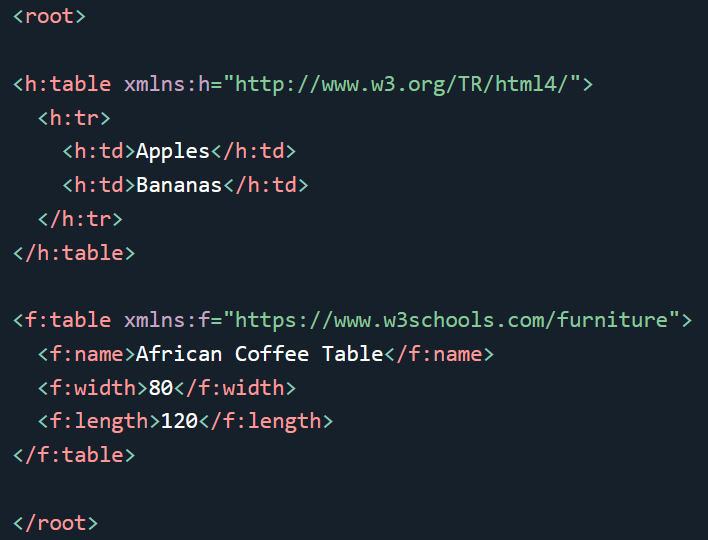 <root>
<h:table xmlns:h="http://www.w3.org/TR/html4/">
  <h:tr>
    <h:td>Apples</h:td>
    <h:td>Bananas</h:td>
  </h:tr>
</h:table>
<f:table xmlns:f="https://www.w3schools.com/furniture">
  <f:name>African Coffee Table</f:name>
  <f:width>80</f:width>
  <f:length>120</f:length>
</f:table>
</root>